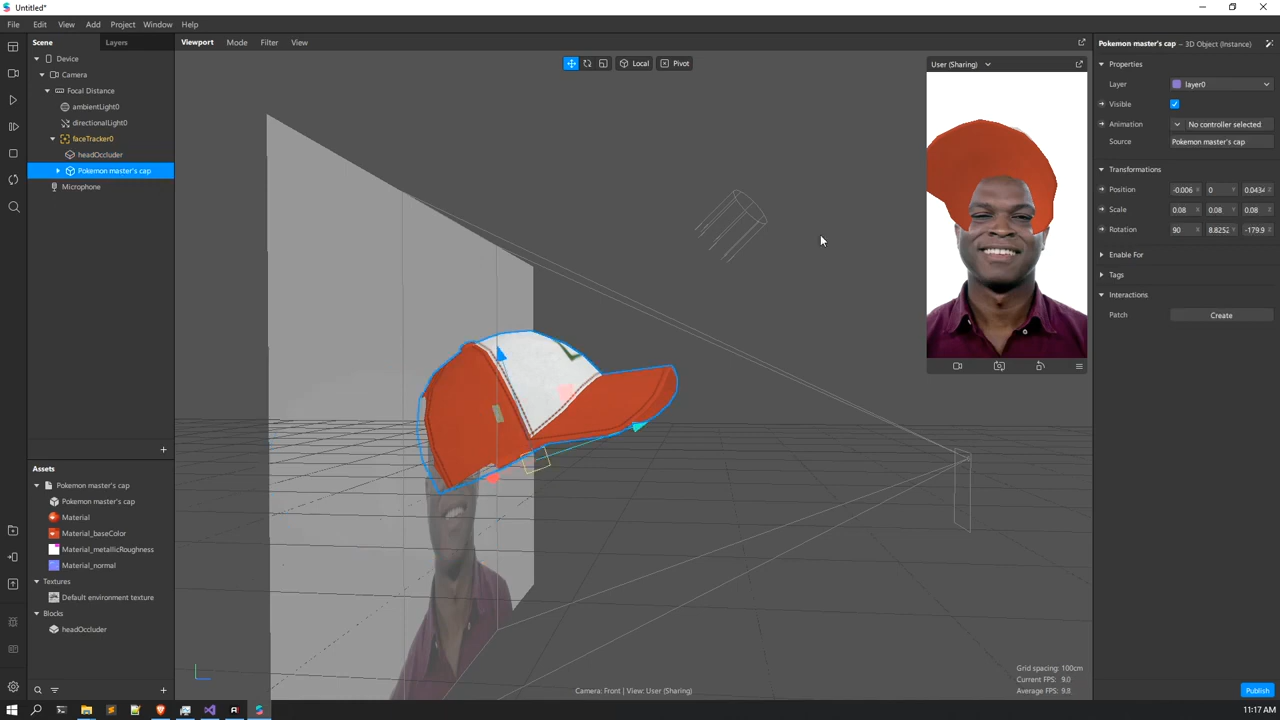 Untitled*
File Edit View Add Project Window Help
Scene Layers
Device
Camera
Focal Distance
ambientLight0
directionalLight0
faceTracker0
headOccluder
Pokemon master's cap
Microphone
Assets
Pokemon master's cap
Pokemon master's cap
Material
Material_baseColor
Material_metallicRoughness
Material_normal
Textures
Default environment texture
Blocks
headOccluder
Viewport Mode Filter View
Local Pivot
User (Sharing)
Grid spacing: 100cm
Current FPS: 9.0
Average FPS: 9.8
Camera: Front | View: User (Sharing)
Pokemon master's cap – 3D Object (Instance)
Properties
Layer layer0
Visible
Animation No controller selected
Source Pokemon master's cap
Transformations
Position -0.006 X 0 Y 0.0434 Z
Scale 0.08 X 0.08 Y 0.08 Z
Rotation 90 X 8.8252 Y -179.9 Z
Enable For
Tags
Interactions
Patch Create
Publish
11:17 AM